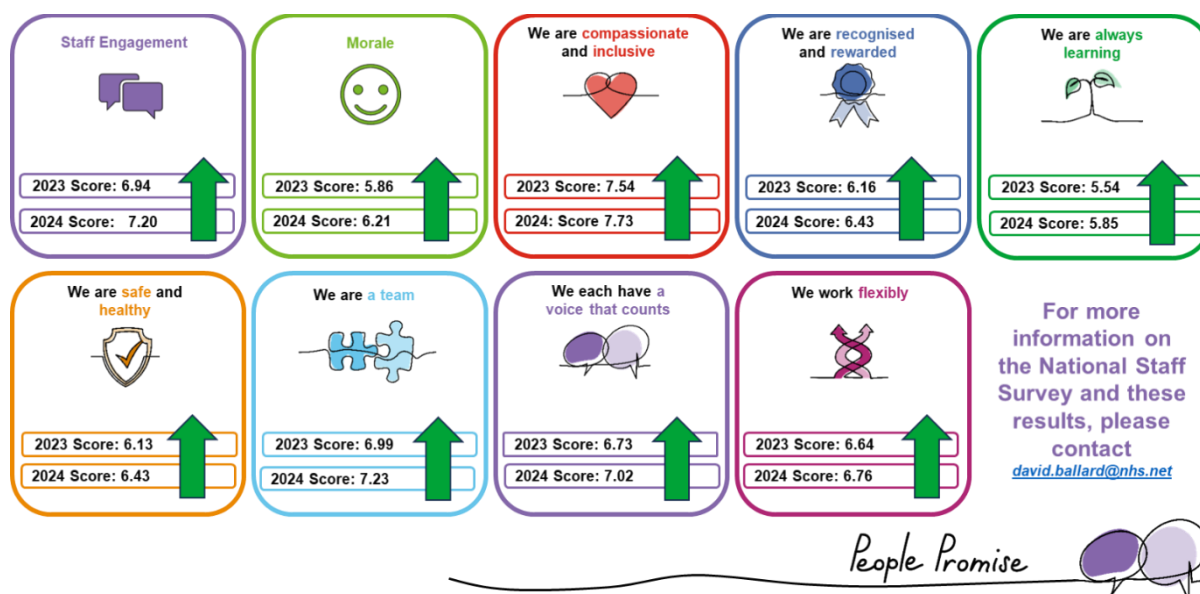 Staff Engagement
2023 Score: 6.94
2024 Score: 7.20
Morale
2023 Score: 5.86
2024 Score: 6.21
We are compassionate
and inclusive
2023 Score: 7.54
2024: Score 7.73
We are recognised
and rewarded
2023 Score: 6.16
2024 Score: 6.43
We are always
learning
2023 Score: 5.54
2024 Score: 5.85
We are safe and
healthy
2023 Score: 6.13
2024 Score: 6.43
We are a team
2023 Score: 6.99
2024 Score: 7.23
We each have a
voice that counts
2023 Score: 6.73
2024 Score: 7.02
We work flexibly
2023 Score: 6.64
2024 Score: 6.76
For more
information on
the National Staff
Survey and these
results, please
contact
david.ballard@nhs.net
People Promise